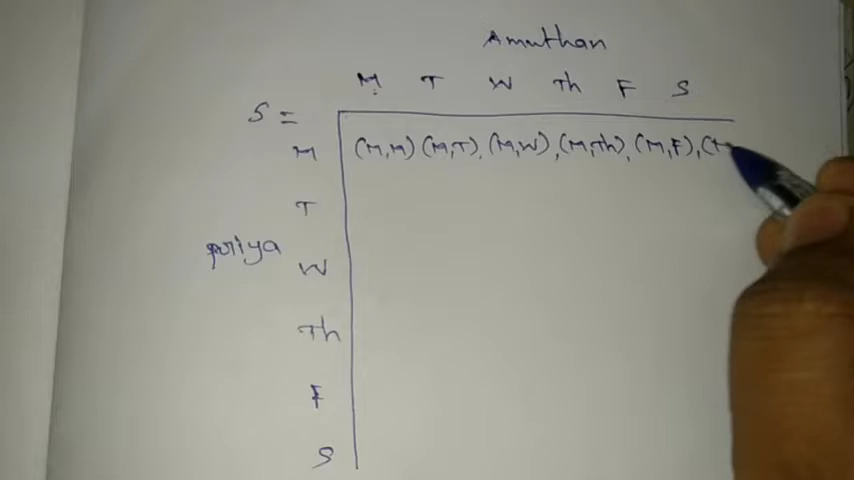 Amuthan
M T W Th F S
S =
M (M,M) (M,T), (M,W), (M,Th), (M,F), (M
T
priya
W
Th
F
S